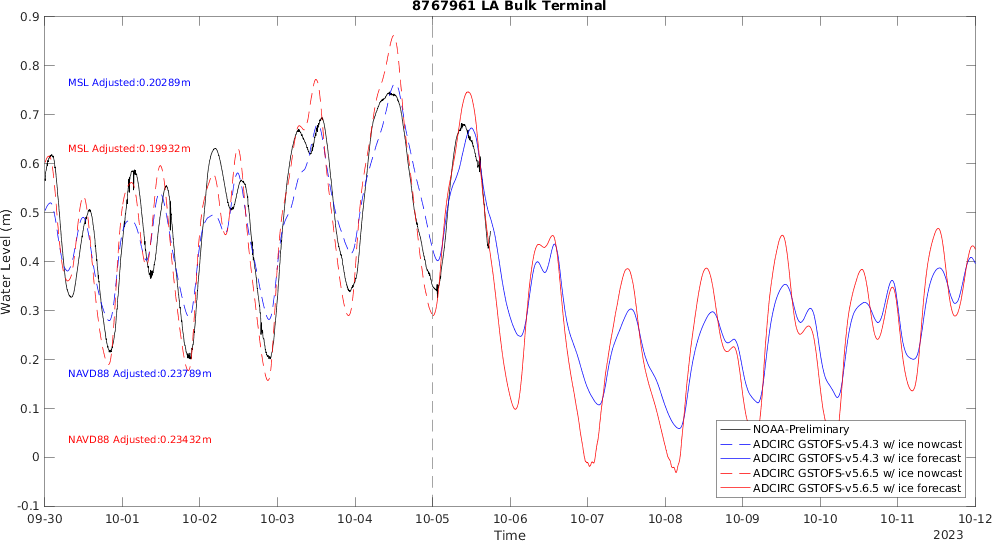 8767961 LA Bulk Terminal
0.9
0.8
0.7
0.6
0.5
0.4
0.3
0.2
0.1
0
-0.1
Water Level (m)
MSL Adjusted:0.20289m
MSL Adjusted:0.19932m
NAVD88 Adjusted:0.23789m
NAVD88 Adjusted:0.23432m
NOAA-Preliminary
ADCIRC GSTOFS-v5.4.3 w/ ice nowcast
ADCIRC GSTOFS-v5.4.3 w/ ice forecast
ADCIRC GSTOFS-v5.6.5 w/ ice nowcast
ADCIRC GSTOFS-v5.6.5 w/ ice forecast
09-30 10-01 10-02 10-03 10-04 10-05 10-06 10-07 10-08 10-09 10-10 10-11 10-12
Time
2023